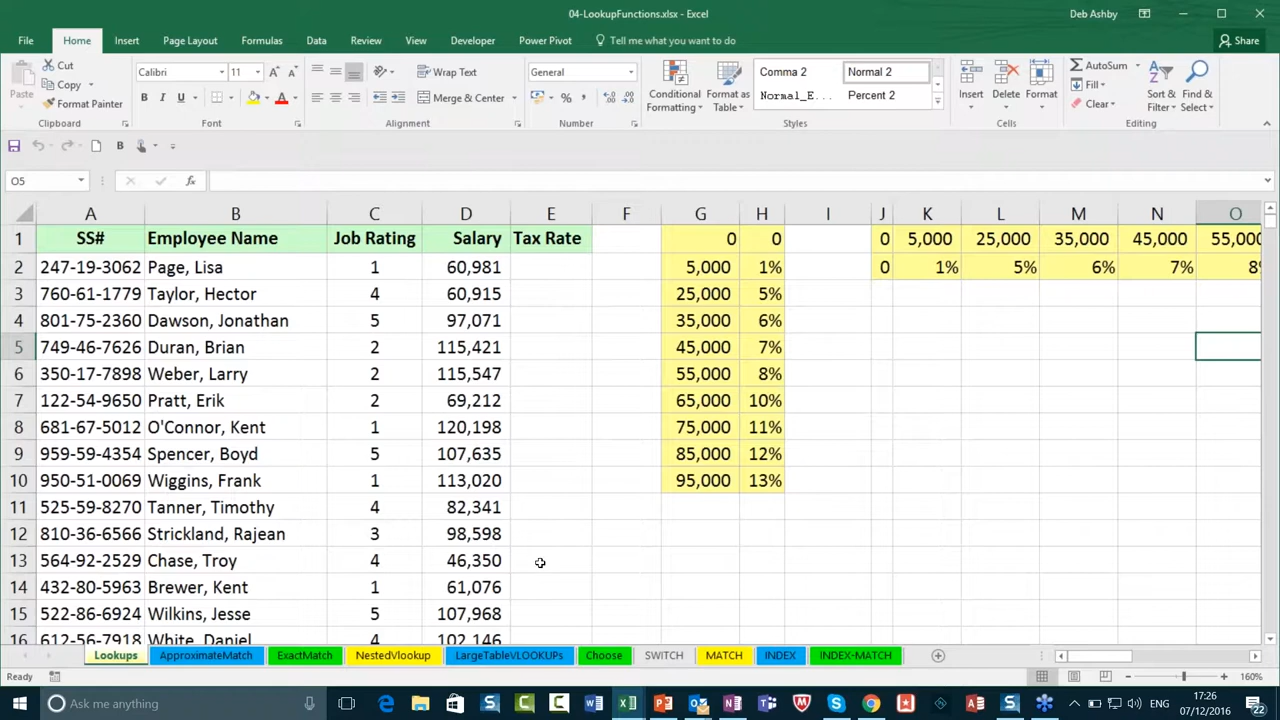 04-LookupFunctions.xlsx - Excel
Deb Ashby
File Home Insert Page Layout Formulas Data Review View Developer Power Pivot Tell me what you want to do Share
Paste
Cut
Copy
Format Painter
Clipboard
Calibri 11
B I U A
Font
Wrap Text
Merge & Center
Alignment
General
%
Number
Conditional Formatting
Format as Table
Comma 2 Normal 2
Normal_E... Percent 2
Styles
Insert Delete Format
Cells
AutoSum
Fill
Clear
Sort & Filter
Find & Select
Editing
B
O5 fx
A B C D E F G H I J K L M N O
1 SS# Employee Name Job Rating Salary Tax Rate 0 0 0 5,000 25,000 35,000 45,000 55,000
2 247-19-3062 Page, Lisa 1 60,981 5,000 1% 0 1% 5% 6% 7% 8%
3 760-61-1779 Taylor, Hector 4 60,915 25,000 5%
4 801-75-2360 Dawson, Jonathan 5 97,071 35,000 6%
5 749-46-7626 Duran, Brian 2 115,421 45,000 7%
6 350-17-7898 Weber, Larry 2 115,547 55,000 8%
7 122-54-9650 Pratt, Erik 2 69,212 65,000 10%
8 681-67-5012 O'Connor, Kent 1 120,198 75,000 11%
9 959-59-4354 Spencer, Boyd 5 107,635 85,000 12%
10 950-51-0069 Wiggins, Frank 1 113,020 95,000 13%
11 525-59-8270 Tanner, Timothy 4 82,341
12 810-36-6566 Strickland, Rajean 3 98,598
13 564-92-2529 Chase, Troy 4 46,350
14 432-80-5963 Brewer, Kent 1 61,076
15 522-86-6924 Wilkins, Jesse 5 107,968
16 612-56-7918 White, Daniel 4 102,146
Lookups ApproximateMatch ExactMatch NestedVlookup LargeTableVLOOKUPs Choose SWITCH MATCH INDEX INDEX-MATCH
Ready 160%
Ask me anything
ENG
17:26
07/12/2016
22